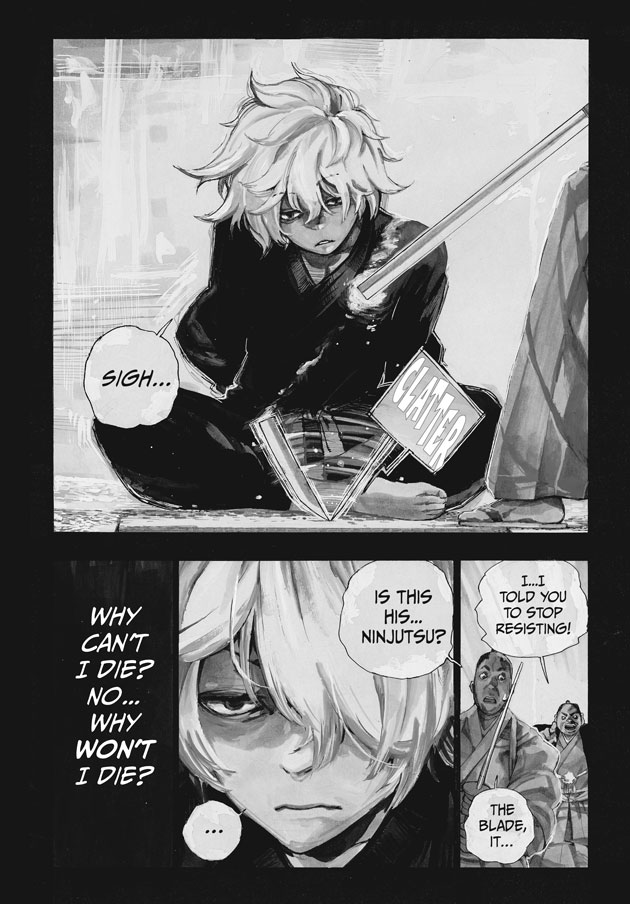 CLATTER
SIGH...
I...I
TOLD YOU
TO STOP
RESISTING!
THE
BLADE,
IT...
IS THIS
HIS...
NINJUTSU?
...
WHY
CAN'T
I DIE?
NO...
WHY
WON'T
I DIE?